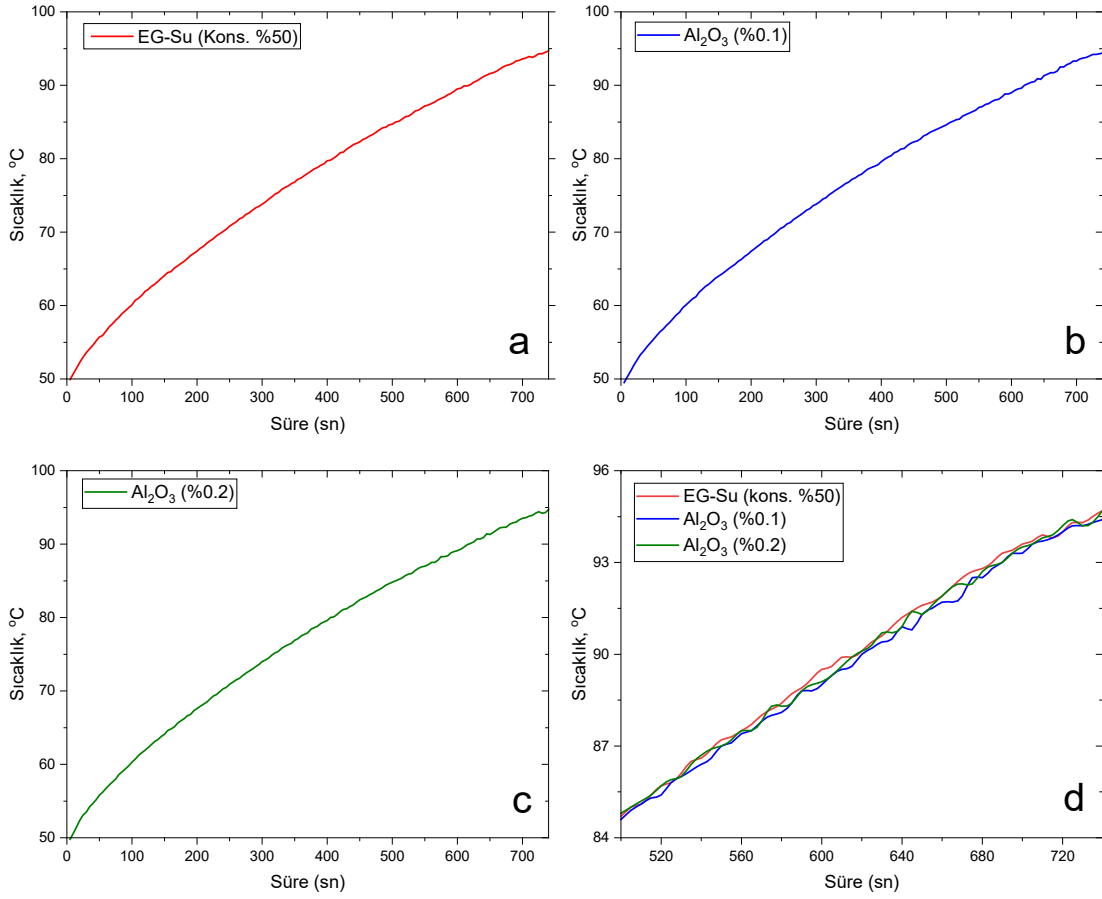 EG-Su (Kons. %50)
100
90
80
70
60
50
Sıcaklık, °C
0 100 200 300 400 500 600 700
Süre (sn)
a
Al₂O₃ (%0.1)
100
90
80
70
60
50
Sıcaklık, °C
0 100 200 300 400 500 600 700
Süre (sn)
b
Al₂O₃ (%0.2)
100
90
80
70
60
50
Sıcaklık, °C
0 100 200 300 400 500 600 700
Süre (sn)
c
EG-Su (kons. %50)
Al₂O₃ (%0.1)
Al₂O₃ (%0.2)
96
93
90
87
84
Sıcaklık, °C
520 560 600 640 680 720
Süre (sn)
d